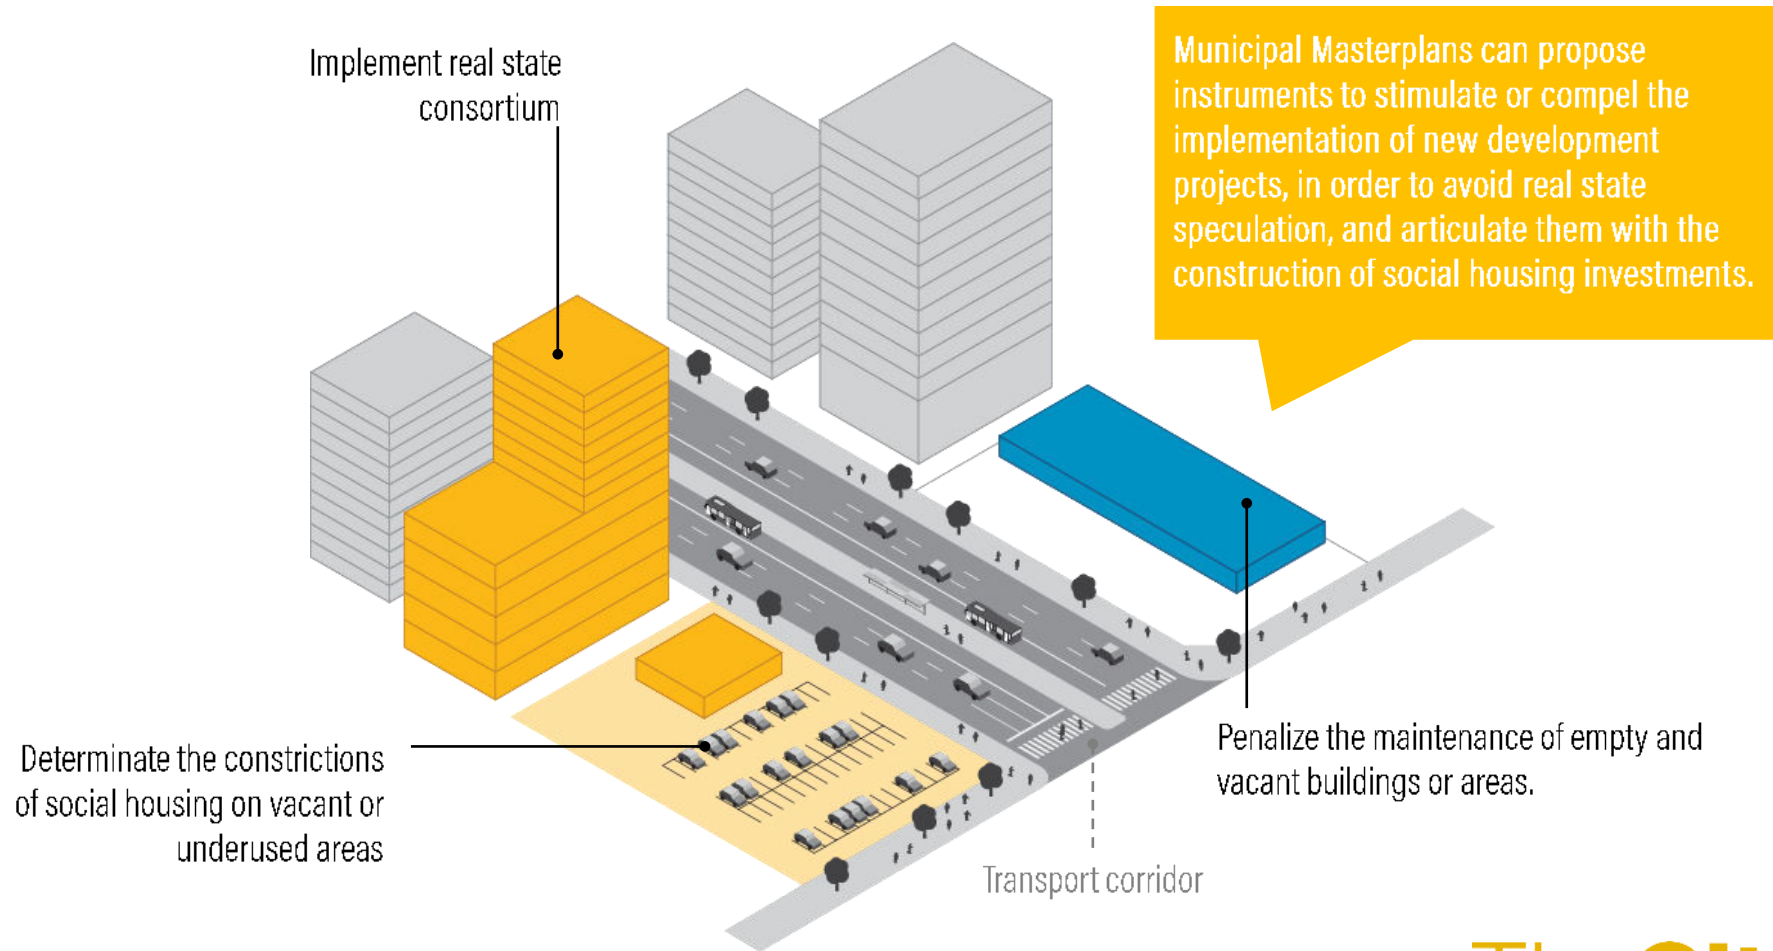 Implement real state
consortium
Municipal Masterplans can propose
instruments to stimulate or compel the
implementation of new development
projects, in order to avoid real state
speculation, and articulate them with the
construction of social housing investments.
Determinate the constrictions
of social housing on vacant or
underused areas
Penalize the maintenance of empty and
vacant buildings or areas.
Transport corridor